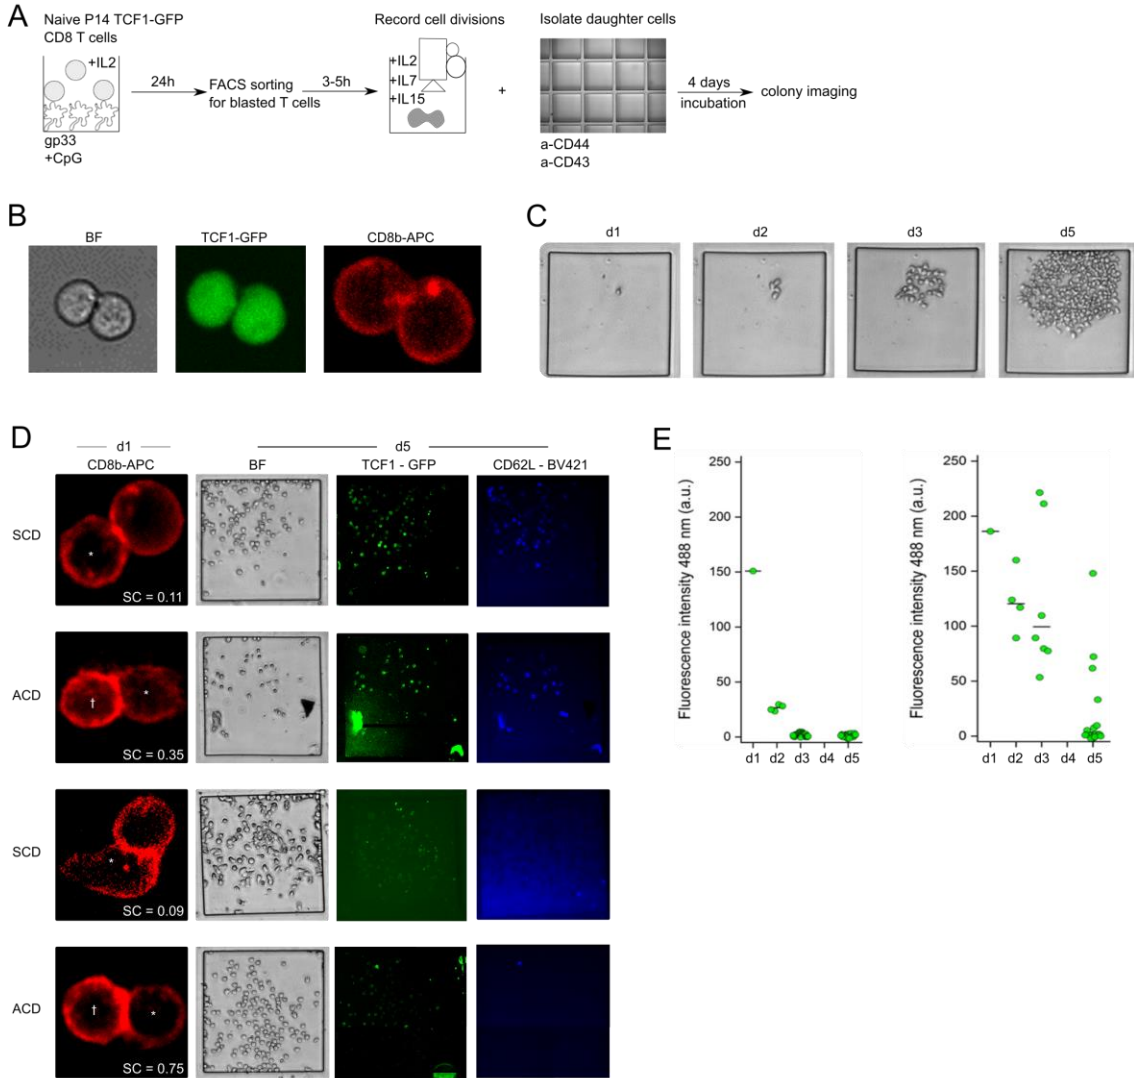 A
Naive P14 TCF1-GFP
CD8 T cells
+IL2
gp33
+CpG
24h
FACS sorting
for blasted T cells
3-5h
Record cell divisions
+IL2
+IL7
+IL15
+
Isolate daughter cells
a-CD44
a-CD43
4 days
incubation
colony imaging
B
BF
TCF1-GFP
CD8b-APC
C
d1
d2
d3
d5
D
d1
d5
CD8b-APC
BF
TCF1 - GFP
CD62L - BV421
SCD
*
SC = 0.11
ACD
† *
SC = 0.35
SCD
*
SC = 0.09
ACD
† *
SC = 0.75
E
Fluorescence intensity 488 nm (a.u.)
250
200
150
100
50
0
d1 d2 d3 d4 d5
Fluorescence intensity 488 nm (a.u.)
250
200
150
100
50
0
d1 d2 d3 d4 d5